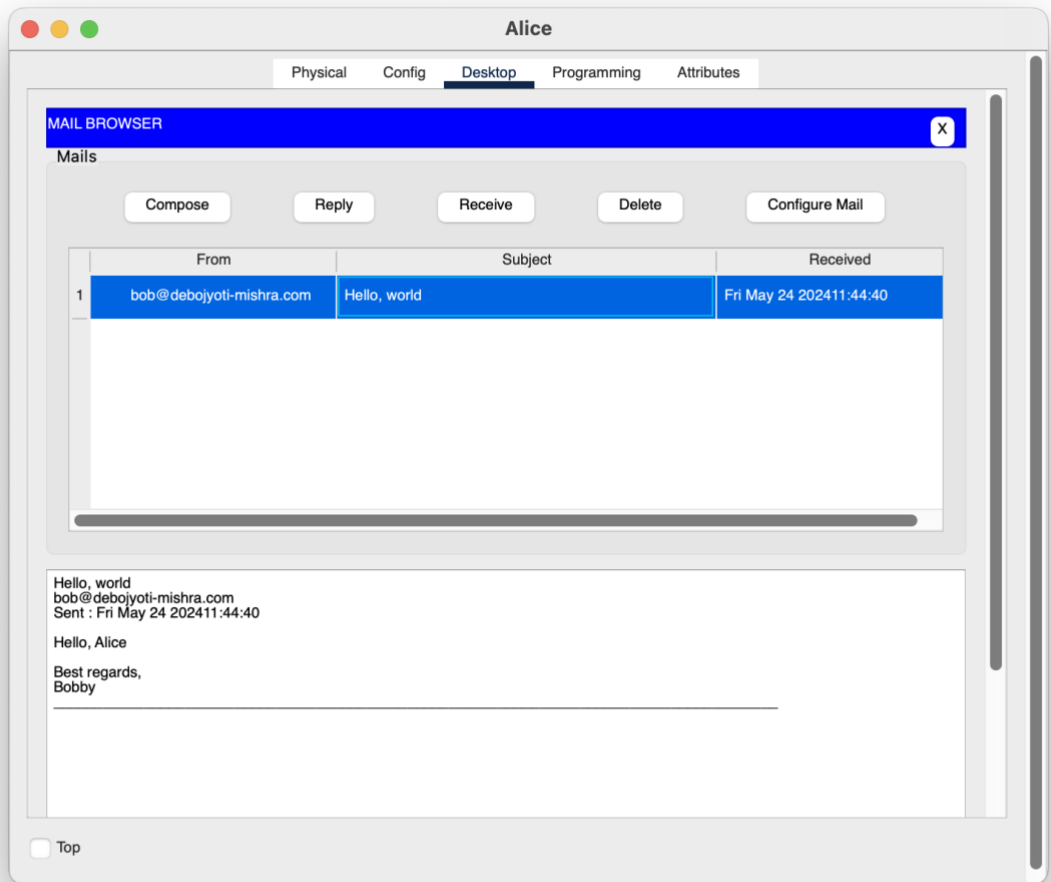 Alice
Physical Config Desktop Programming Attributes
MAIL BROWSER X
Mails
Compose Reply Receive Delete Configure Mail
From Subject Received
1 bob@debojyoti-mishra.com Hello, world Fri May 24 202411:44:40
Hello, world
bob@debojyoti-mishra.com
Sent : Fri May 24 202411:44:40
Hello, Alice
Best regards,
Bobby
Top